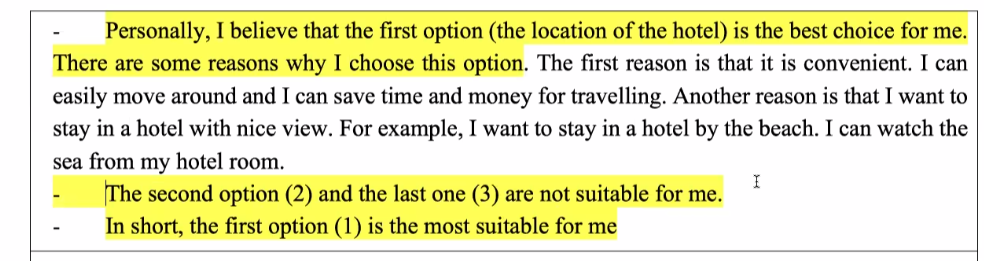 - Personally, I believe that the first option (the location of the hotel) is the best choice for me.
There are some reasons why I choose this option. The first reason is that it is convenient. I can
easily move around and I can save time and money for travelling. Another reason is that I want to
stay in a hotel with nice view. For example, I want to stay in a hotel by the beach. I can watch the
sea from my hotel room.
- The second option (2) and the last one (3) are not suitable for me.
- In short, the first option (1) is the most suitable for me